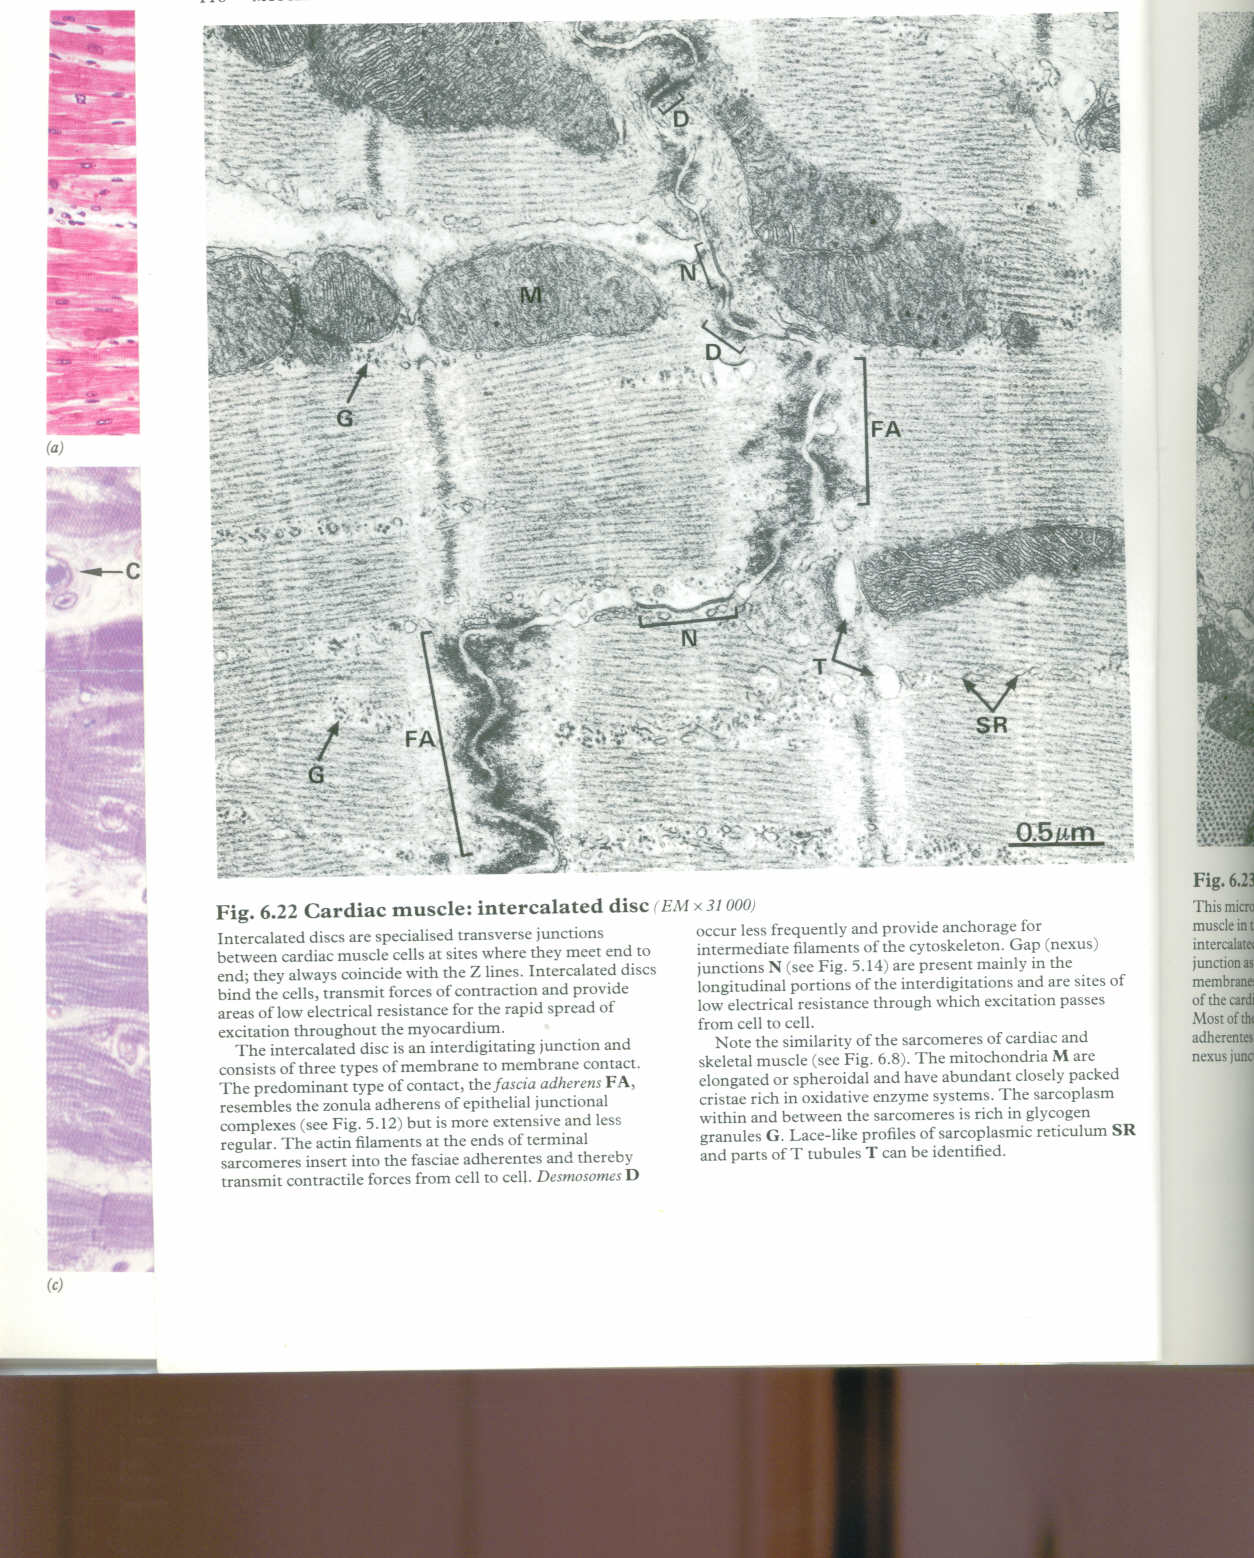 (a)
C
(c)
D
N
M
D
G
FA
N
T
SR
FA
G
0.5μm
Fig. 6.22 Cardiac muscle: intercalated disc (EM × 31 000)
Intercalated discs are specialised transverse junctions
between cardiac muscle cells at sites where they meet end to
end; they always coincide with the Z lines. Intercalated discs
bind the cells, transmit forces of contraction and provide
areas of low electrical resistance for the rapid spread of
excitation throughout the myocardium.
The intercalated disc is an interdigitating junction and
consists of three types of membrane to membrane contact.
The predominant type of contact, the fascia adherens FA,
resembles the zonula adherens of epithelial junctional
complexes (see Fig. 5.12) but is more extensive and less
regular. The actin filaments at the ends of terminal
sarcomeres insert into the fasciae adherentes and thereby
transmit contractile forces from cell to cell. Desmosomes D
occur less frequently and provide anchorage for
intermediate filaments of the cytoskeleton. Gap (nexus)
junctions N (see Fig. 5.14) are present mainly in the
longitudinal portions of the interdigitations and are sites of
low electrical resistance through which excitation passes
from cell to cell.
Note the similarity of the sarcomeres of cardiac and
skeletal muscle (see Fig. 6.8). The mitochondria M are
elongated or spheroidal and have abundant closely packed
cristae rich in oxidative enzyme systems. The sarcoplasm
within and between the sarcomeres is rich in glycogen
granules G. Lace-like profiles of sarcoplasmic reticulum SR
and parts of T tubules T can be identified.
Fig. 6.23
This micro
muscle in t
intercalate
junction as
membrane
of the cardi
Most of the
adherentes
nexus junc